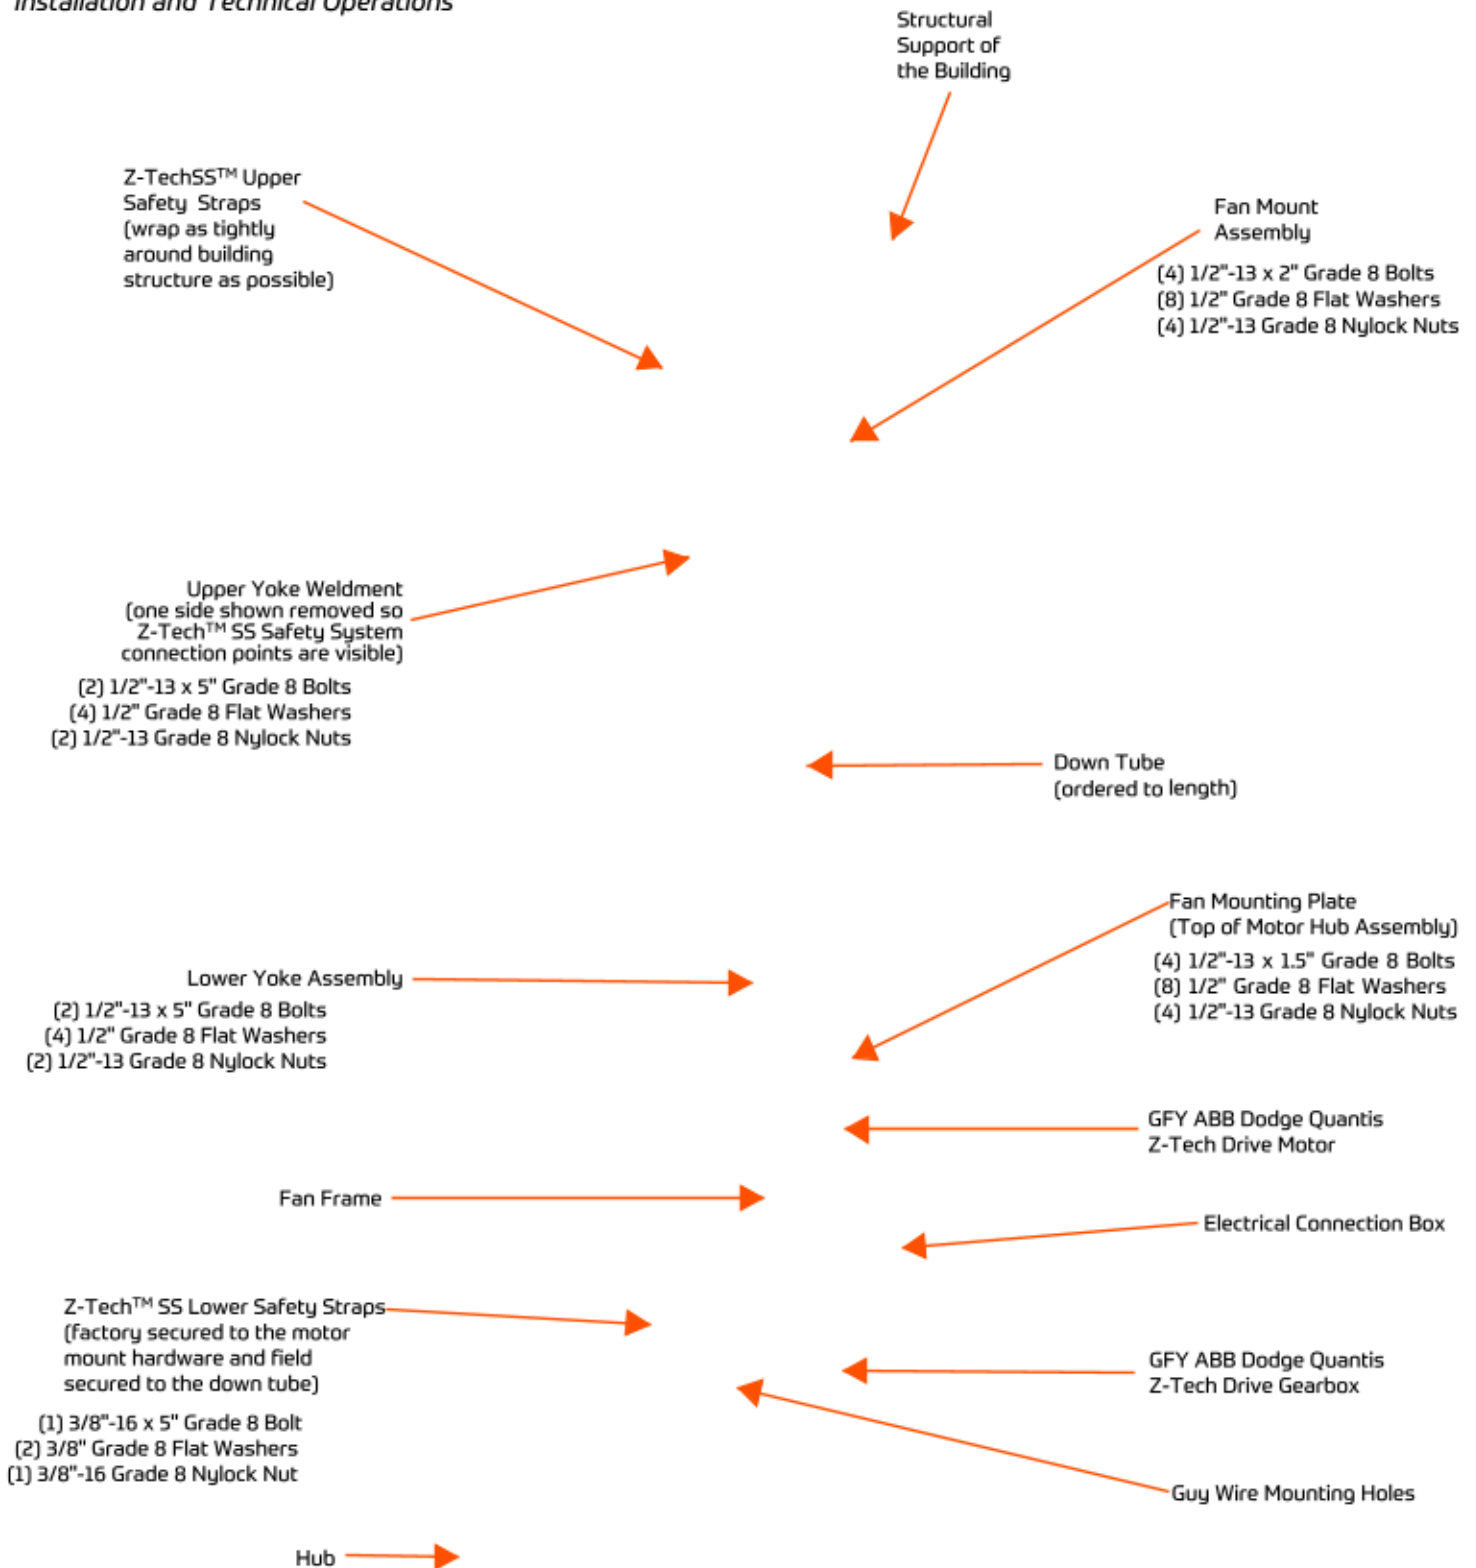 Installation and Technical Operations
Structural
Support of
the Building
Z-TechSS™ Upper
Safety Straps
(wrap as tightly
around building
structure as possible)
Fan Mount
Assembly
(4) 1/2"-13 x 2" Grade 8 Bolts
(8) 1/2" Grade 8 Flat Washers
(4) 1/2"-13 Grade 8 Nylock Nuts
Upper Yoke Weldment
(one side shown removed so
Z-Tech™ SS Safety System
connection points are visible)
(2) 1/2"-13 x 5" Grade 8 Bolts
(4) 1/2" Grade 8 Flat Washers
(2) 1/2"-13 Grade 8 Nylock Nuts
Down Tube
(ordered to length)
Fan Mounting Plate
(Top of Motor Hub Assembly)
(4) 1/2"-13 x 1.5" Grade 8 Bolts
(8) 1/2" Grade 8 Flat Washers
(4) 1/2"-13 Grade 8 Nylock Nuts
Lower Yoke Assembly
(2) 1/2"-13 x 5" Grade 8 Bolts
(4) 1/2" Grade 8 Flat Washers
(2) 1/2"-13 Grade 8 Nylock Nuts
GFY ABB Dodge Quantis
Z-Tech Drive Motor
Fan Frame
Electrical Connection Box
Z-Tech™ SS Lower Safety Straps
(factory secured to the motor
mount hardware and field
secured to the down tube)
(1) 3/8"-16 x 5" Grade 8 Bolt
(2) 3/8" Grade 8 Flat Washers
(1) 3/8"-16 Grade 8 Nylock Nut
GFY ABB Dodge Quantis
Z-Tech Drive Gearbox
Guy Wire Mounting Holes
Hub